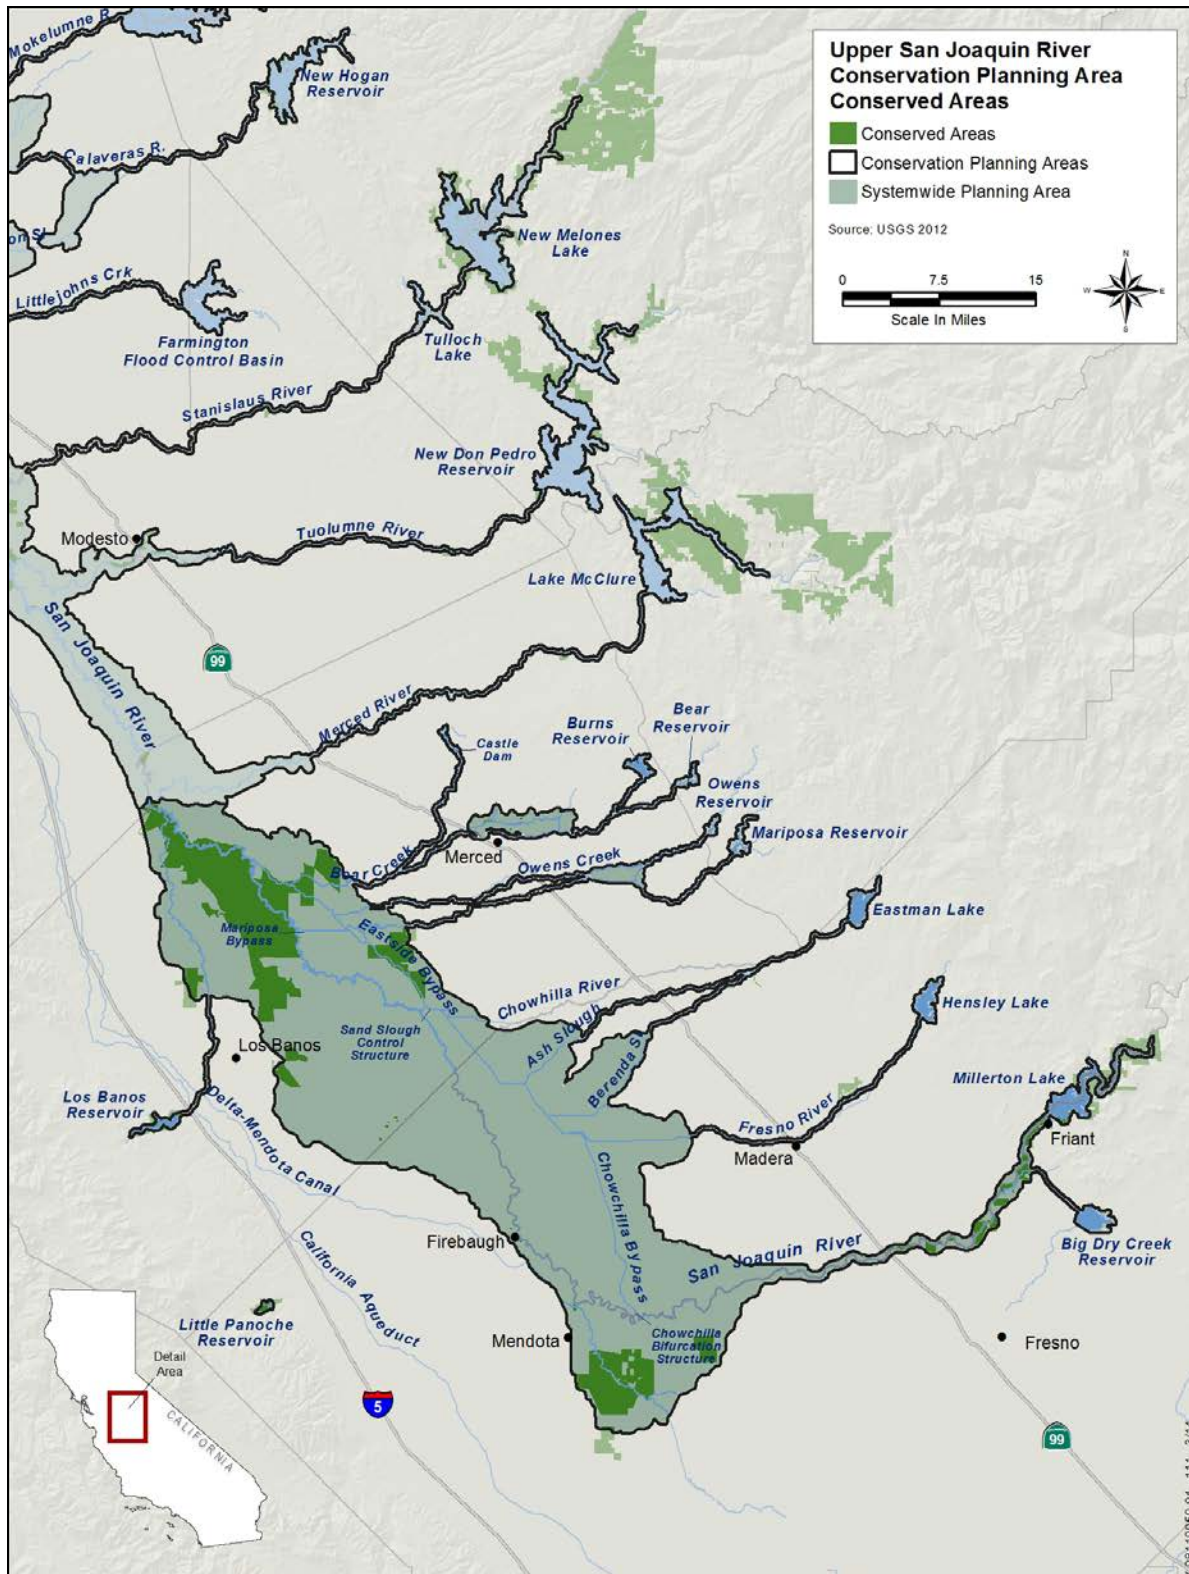 Upper San Joaquin River
Conservation Planning Area
Conserved Areas
Conserved Areas
Conservation Planning Areas
Systemwide Planning Area
Source: USGS 2012
N
W
E
S
0
7.5
15
Scale In Miles
Mokelumne R.
New Hogan
Reservoir
Calaveras R.
Littlejohns Crk
Farmington
Flood Control Basin
New Melones
Lake
Tulloch
Lake
Stanislaus River
New Don Pedro
Reservoir
Modesto
Tuolumne River
Lake McClure
San Joaquin River
99
Merced River
Castle
Dam
Burns
Reservoir
Bear
Reservoir
Owens
Reservoir
Mariposa Reservoir
Bear Creek
Merced
Owens Creek
Eastman Lake
Mariposa
Bypass
Eastside Bypass
Chowhilla River
Hensley Lake
Sand Slough
Control
Structure
Ash Slough
Berenda Sl
Los Banos
Los Banos
Reservoir
Millerton Lake
Delta-Mendota Canal
Fresno River
Friant
Madera
Chowchilla Bypass
Firebaugh
San Joaquin River
Big Dry Creek
Reservoir
California Aqueduct
Little Panoche
Reservoir
Mendota
Chowchilla
Bifurcation
Structure
Fresno
Detail
Area
CALIFORNIA
5
99